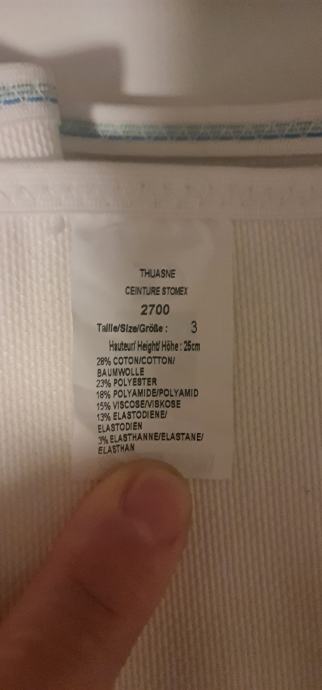 THUASNE
CEINTURE STOMEX
2700
Taille/Size/Größe : 3
Hauteur/ Height/ Höhe : 26cm
28% COTON/COTTON/
BAUMWOLLE
23% POLYESTER
18% POLYAMIDE/POLYAMID
15% VISCOSE/VISKOSE
13% ELASTODIENE/
ELASTODIEN
3% ELASTHANNE/ELASTANE/
ELASTHAN